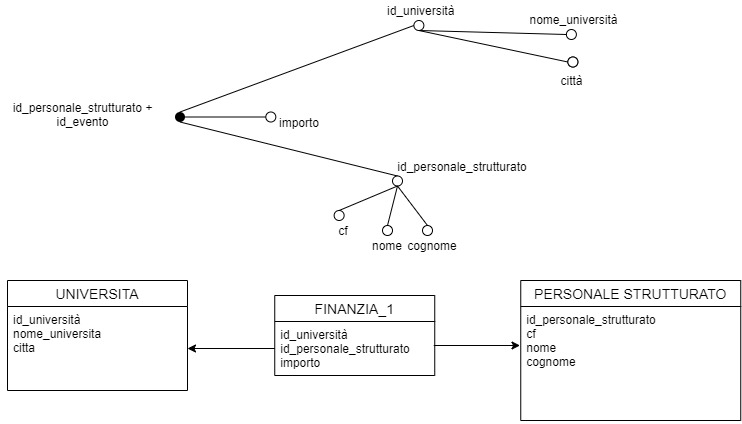 id_università
nome_università
città
id_personale_strutturato +
id_evento
importo
id_personale_strutturato
cf
nome
cognome
UNIVERSITA
id_università
nome_universita
citta
FINANZIA_1
id_università
id_personale_strutturato
importo
PERSONALE STRUTTURATO
id_personale_strutturato
cf
nome
cognome